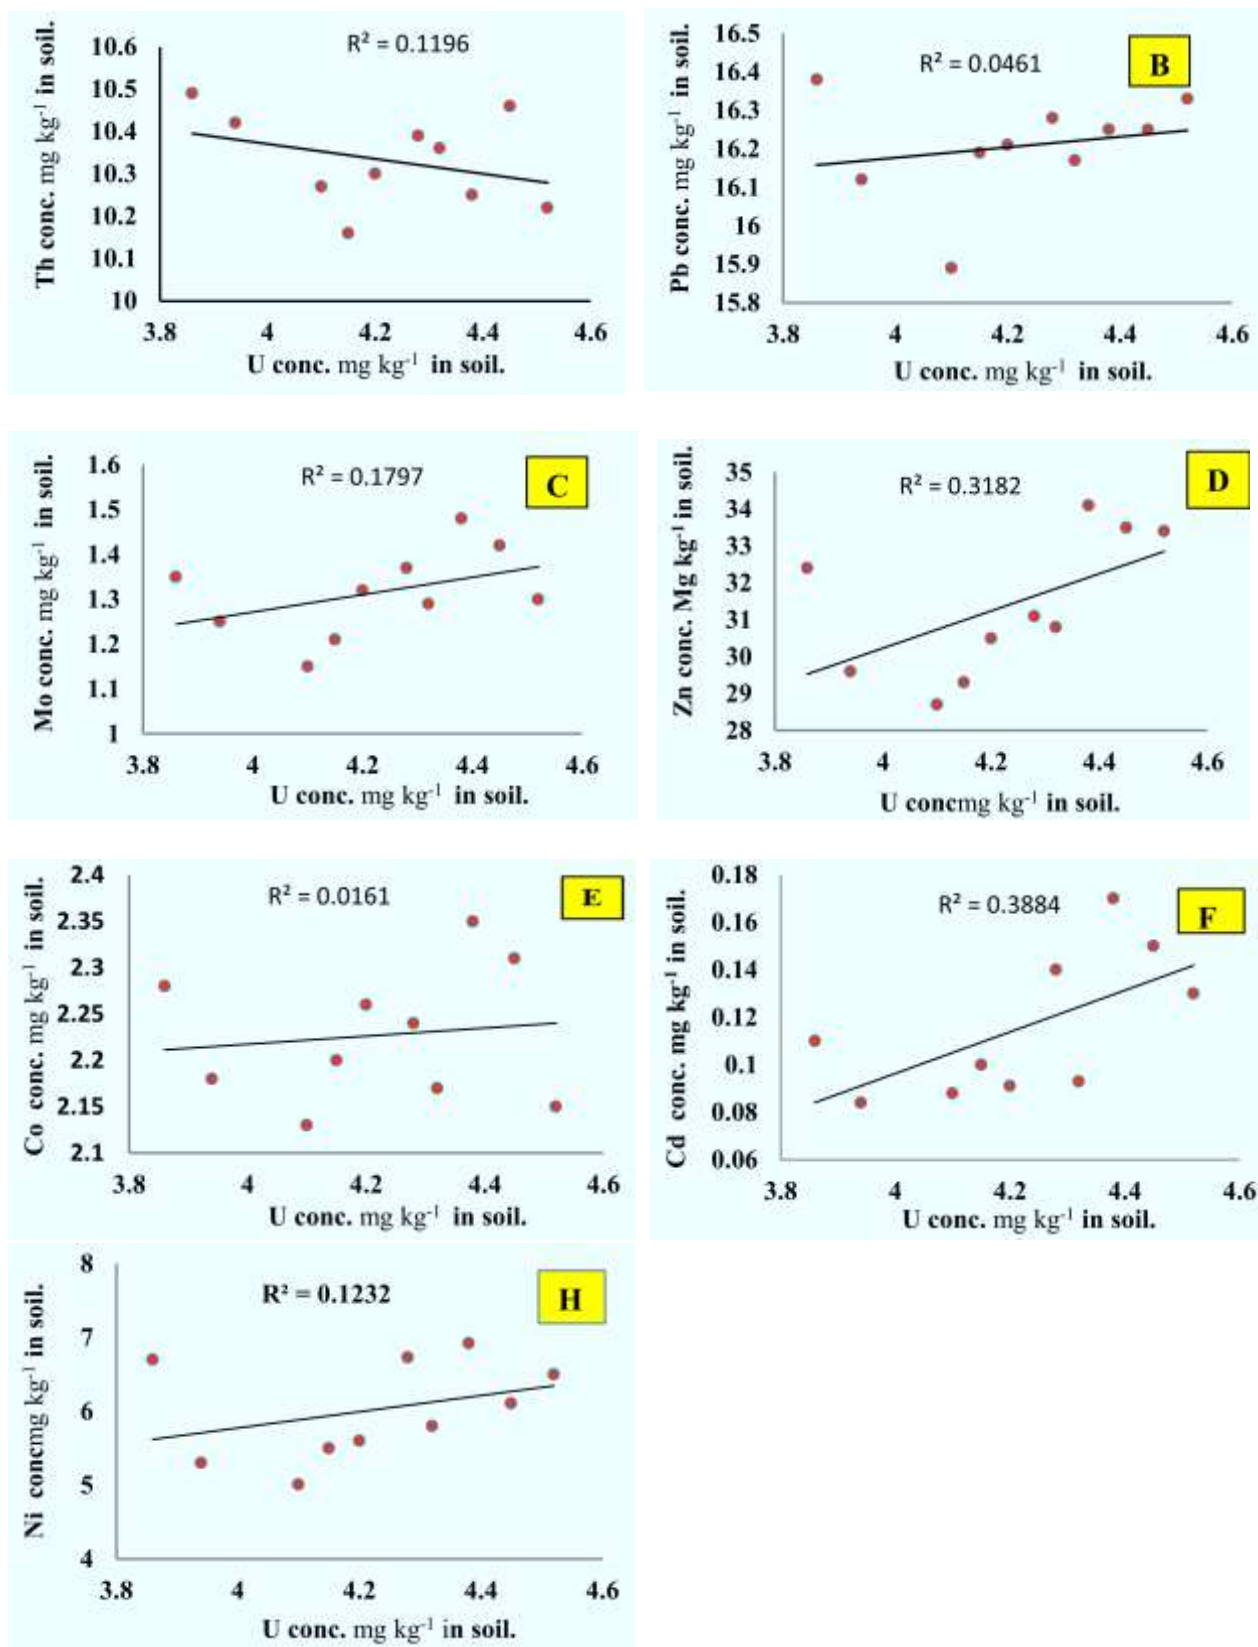 R² = 0.1196
Th conc. mg kg⁻¹ in soil.
10.6
10.5
10.4
10.3
10.2
10.1
10
3.8 4 4.2 4.4 4.6
U conc. mg kg⁻¹ in soil.
B
R² = 0.0461
Pb conc. mg kg⁻¹ in soil.
16.5
16.4
16.3
16.2
16.1
16
15.9
15.8
3.8 4 4.2 4.4 4.6
U conc. mg kg⁻¹ in soil.
C
R² = 0.1797
Mo conc. mg kg⁻¹ in soil.
1.6
1.5
1.4
1.3
1.2
1.1
1
3.8 4 4.2 4.4 4.6
U conc. mg kg⁻¹ in soil.
D
R² = 0.3182
Zn conc. Mg kg⁻¹ in soil.
35
34
33
32
31
30
29
28
3.8 4 4.2 4.4 4.6
U concmg kg⁻¹ in soil.
E
R² = 0.0161
Co conc. mg kg⁻¹ in soil.
2.4
2.35
2.3
2.25
2.2
2.15
2.1
3.8 4 4.2 4.4 4.6
U conc. mg kg⁻¹ in soil.
F
R² = 0.3884
Cd conc. mg kg⁻¹ in soil.
0.18
0.16
0.14
0.12
0.1
0.08
0.06
3.8 4 4.2 4.4 4.6
U conc. mg kg⁻¹ in soil.
H
R² = 0.1232
Ni concmg kg⁻¹ in soil.
8
7
6
5
4
3.8 4 4.2 4.4 4.6
U conc. mg kg⁻¹ in soil.